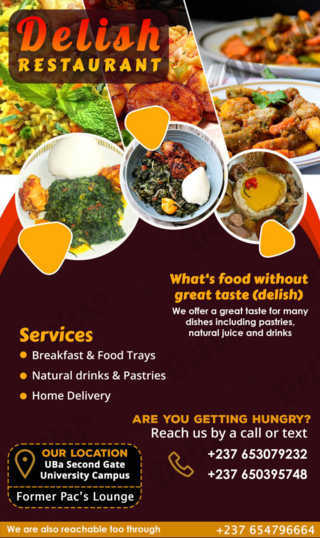 Delish
RESTAURANT
What's food without
great taste (delish)
We offer a great taste for many
dishes including pastries,
natural juice and drinks
Services
Breakfast & Food Trays
Natural drinks & Pastries
Home Delivery
ARE YOU GETTING HUNGRY?
Reach us by a call or text
+237 653079232
+237 650395748
OUR LOCATION
UBa Second Gate
University Campus
Former Pac's Lounge
We are also reachable too through
+237 654796664